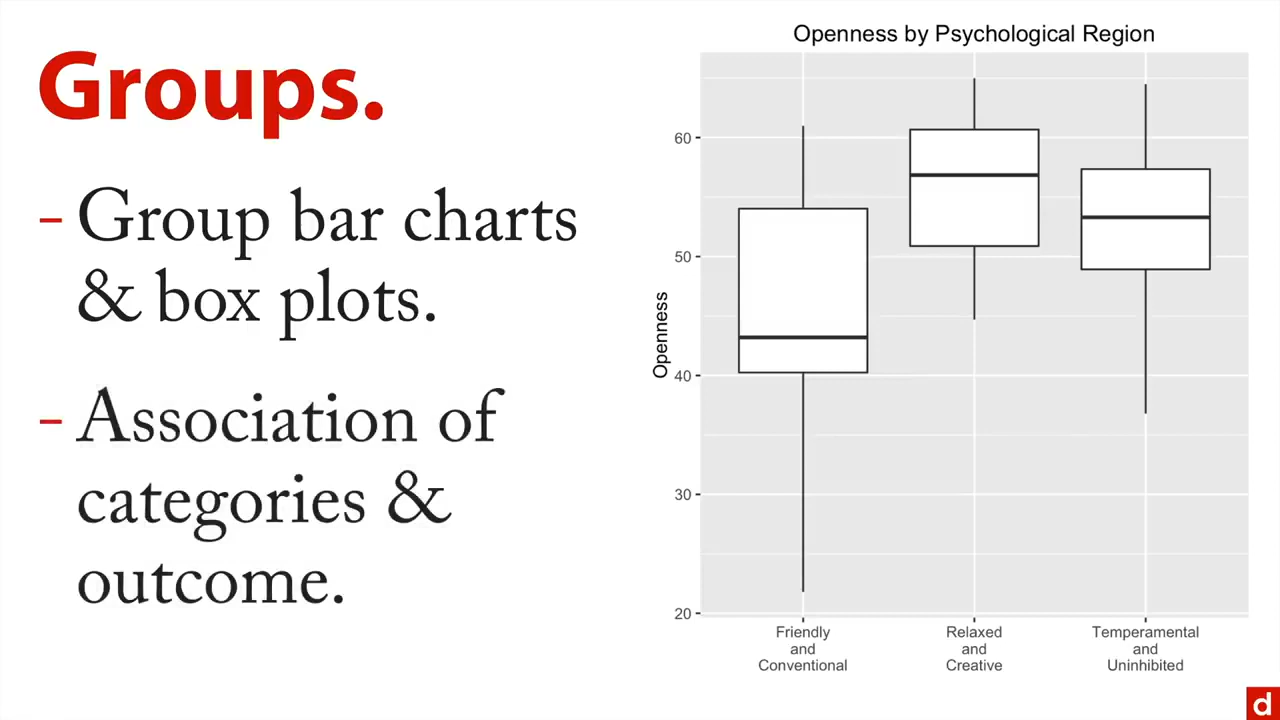 Groups.
- Group bar charts
& box plots.
- Association of
categories &
outcome.
Openness by Psychological Region
Openness
60
50
40
30
20
Friendly
and
Conventional
Relaxed
and
Creative
Temperamental
and
Uninhibited
d